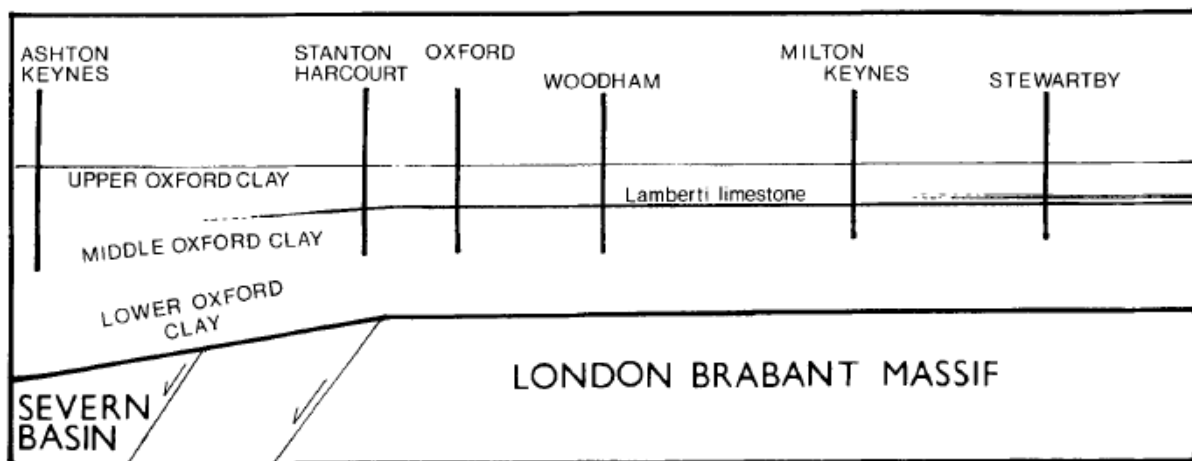 ASHTON
KEYNES
STANTON
HARCOURT
OXFORD
WOODHAM
MILTON
KEYNES
STEWARTBY
UPPER OXFORD CLAY
Lamberti limestone
MIDDLE OXFORD CLAY
LOWER OXFORD
CLAY
LONDON BRABANT MASSIF
SEVERN
BASIN